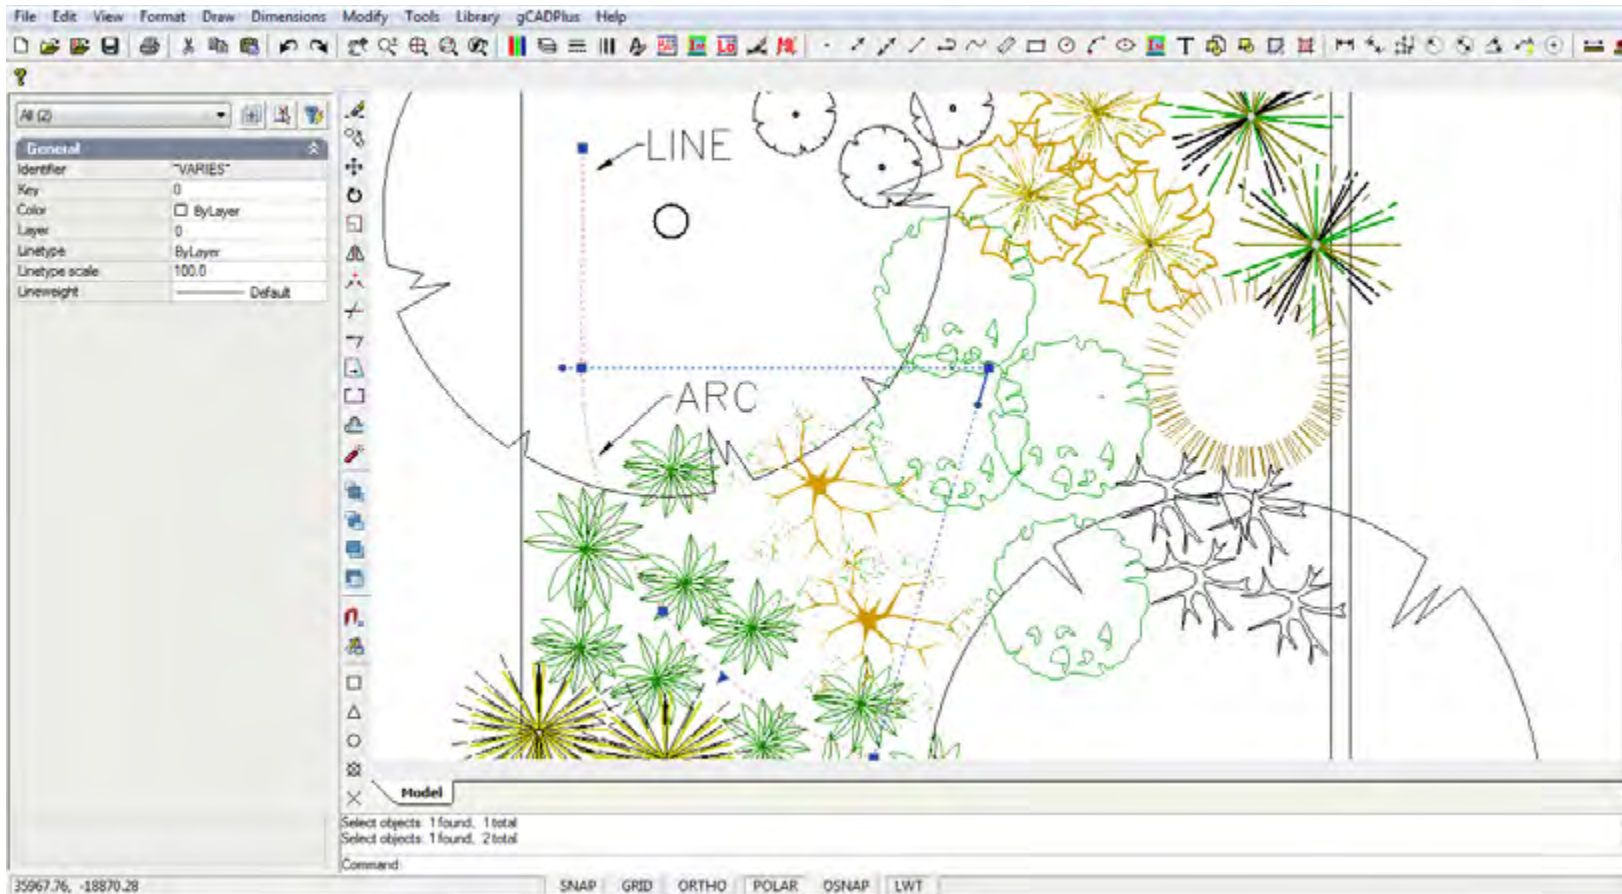 File Edit View Format Draw Dimensions Modify Tools Library gCADPlus Help
All (2)
General
Identifier "VARIES"
Key 0
Color ByLayer
Layer 0
Linetype ByLayer
Linetype scale 100.0
Lineweight Default
LINE
ARC
Model
Select objects: 1 found, 1 total
Select objects: 1 found, 2 total
Command:
35967.76, -18870.28 SNAP GRID ORTHO POLAR OSNAP LWT